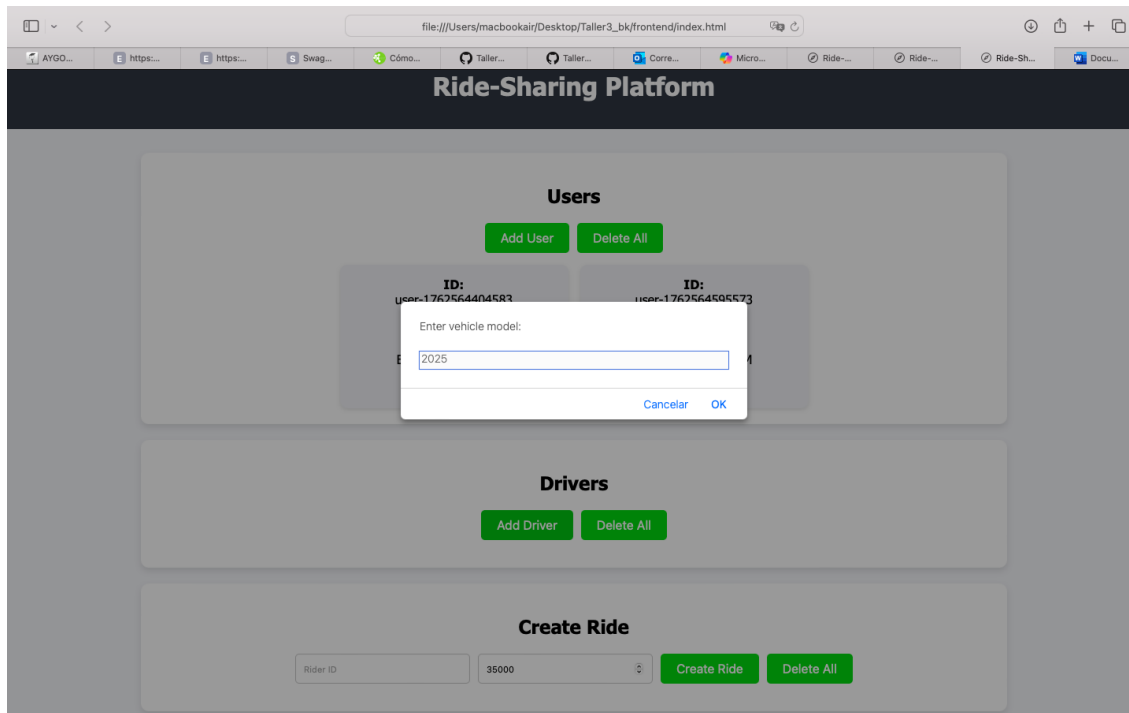 file:///Users/macbookair/Desktop/Taller3_bk/frontend/index.html
AYGO... E https:... E https:... S Swag... Cómo... Taller... Taller... Corre... Micro... Ride-... Ride-... Ride-Sh... Docu...
Ride-Sharing Platform
Users
Add User Delete All
ID: ID:
user-1762564404583 user-1762564595573
Enter vehicle model:
2025
Cancelar OK
Drivers
Add Driver Delete All
Create Ride
Rider ID 35000 Create Ride Delete All